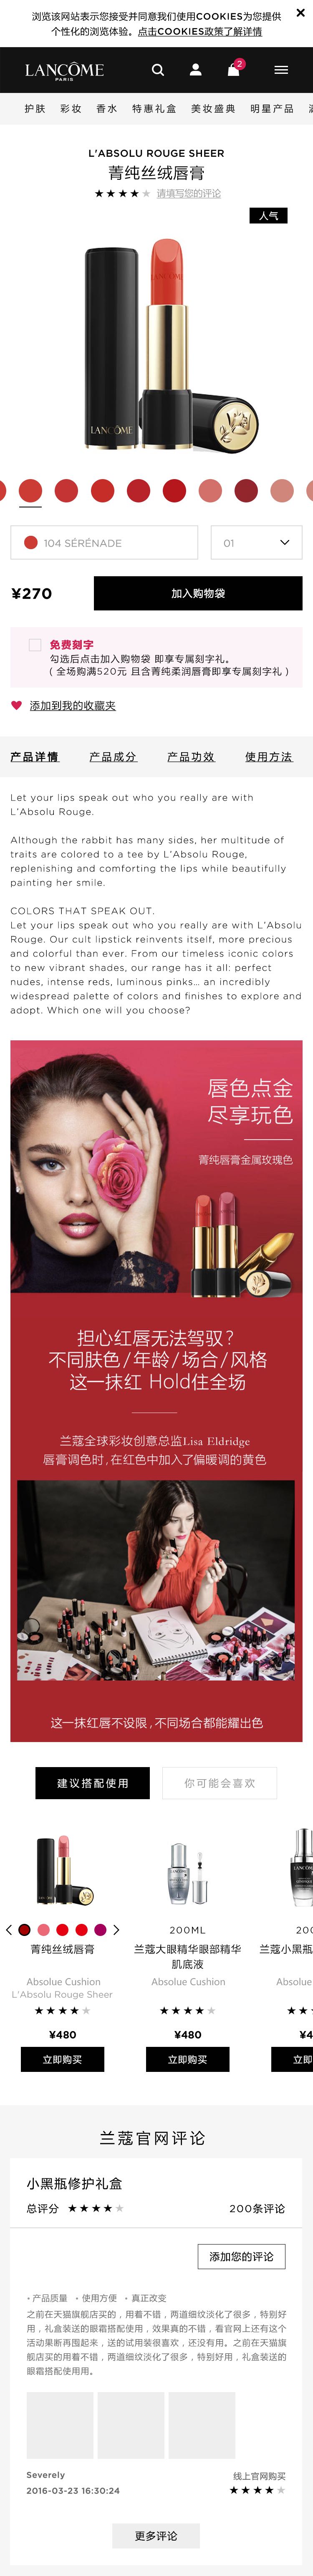 浏览该网站表示您接受并同意我们使用COOKIES为您提供
个性化的浏览体验。点击COOKIES政策了解详情
LANCÔME
PARIS
2
护肤 彩妆 香水 特惠礼盒 美妆盛典 明星产品
L'ABSOLU ROUGE SHEER
菁纯丝绒唇膏
请填写您的评论
人气
LANCOME
LANCÔME
104 SÉRÉNADE
01
¥270
加入购物袋
免费刻字
勾选后点击加入购物袋 即享专属刻字礼。
( 全场购满520元 且含菁纯柔润唇膏即享专属刻字礼 )
添加到我的收藏夹
产品详情 产品成分 产品功效 使用方法
Let your lips speak out who you really are with
L'Absolu Rouge.
Although the rabbit has many sides, her multitude of
traits are colored to a tee by L'Absolu Rouge,
replenishing and comforting the lips while beautifully
painting her smile.
COLORS THAT SPEAK OUT.
Let your lips speak out who you really are with L'Absolu
Rouge. Our cult lipstick reinvents itself, more precious
and colorful than ever. From our timeless iconic colors
to new vibrant shades, our range has it all: perfect
nudes, intense reds, luminous pinks... an incredibly
widespread palette of colors and finishes to explore and
adopt. Which one will you choose?
唇色点金
尽享玩色
菁纯唇膏金属玫瑰色
担心红唇无法驾驭?
不同肤色/年龄/场合/风格
这一抹红 Hold住全场
兰蔻全球彩妆创意总监Lisa Eldridge
唇膏调色时,在红色中加入了偏暖调的黄色
这一抹红唇不设限,不同场合都能耀出色
建议搭配使用
你可能会喜欢
菁纯丝绒唇膏
Absolue Cushion
L'Absolu Rouge Sheer
¥480
立即购买
200ML
兰蔻大眼精华眼部精华
肌底液
Absolue Cushion
¥480
立即购买
200
兰蔻小黑瓶
Absolue
¥4
立即
兰蔻官网评论
小黑瓶修护礼盒
总评分
200条评论
添加您的评论
·产品质量 ·使用方便 ·真正改变
之前在天猫旗舰店买的，用着不错，两道细纹淡化了很多，特别好
用，礼盒装送的眼霜搭配使用，效果真的不错，看官网上还有这个
活动果断再囤起来，送的试用装很喜欢，还没有用。之前在天猫旗
舰店买的用着不错，两道细纹淡化了很多，特别好用，礼盒装送的
眼霜搭配使用用。
Severely
线上官网购买
2016-03-23 16:30:24
更多评论